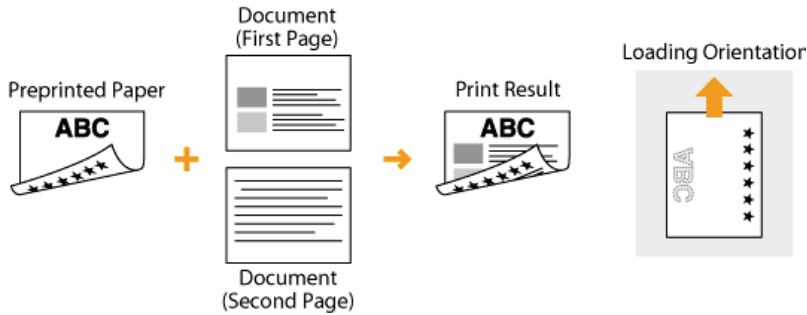 Document
(First Page)
Loading Orientation
Preprinted Paper
Print Result
ABC
ABC
ABC
Document
(Second Page)